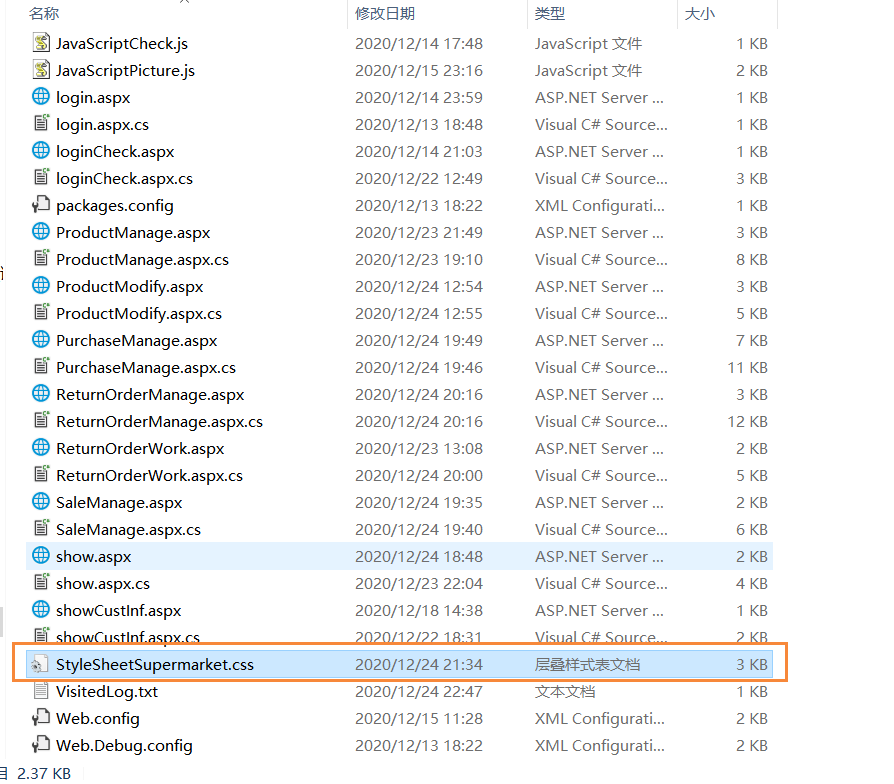 名称 修改日期 类型 大小
JavaScriptCheck.js 2020/12/14 17:48 JavaScript 文件 1 KB
JavaScriptPicture.js 2020/12/15 23:16 JavaScript 文件 2 KB
login.aspx 2020/12/14 23:59 ASP.NET Server ... 1 KB
login.aspx.cs 2020/12/13 18:48 Visual C# Source... 1 KB
loginCheck.aspx 2020/12/14 21:03 ASP.NET Server ... 1 KB
loginCheck.aspx.cs 2020/12/22 12:49 Visual C# Source... 3 KB
packages.config 2020/12/13 18:22 XML Configurati... 1 KB
ProductManage.aspx 2020/12/23 21:49 ASP.NET Server ... 3 KB
ProductManage.aspx.cs 2020/12/23 19:10 Visual C# Source... 8 KB
ProductModify.aspx 2020/12/24 12:54 ASP.NET Server ... 3 KB
ProductModify.aspx.cs 2020/12/24 12:55 Visual C# Source... 5 KB
PurchaseManage.aspx 2020/12/24 19:49 ASP.NET Server ... 7 KB
PurchaseManage.aspx.cs 2020/12/24 19:46 Visual C# Source... 11 KB
ReturnOrderManage.aspx 2020/12/24 20:16 ASP.NET Server ... 3 KB
ReturnOrderManage.aspx.cs 2020/12/24 20:16 Visual C# Source... 12 KB
ReturnOrderWork.aspx 2020/12/23 13:08 ASP.NET Server ... 2 KB
ReturnOrderWork.aspx.cs 2020/12/24 20:00 Visual C# Source... 5 KB
SaleManage.aspx 2020/12/24 19:35 ASP.NET Server ... 2 KB
SaleManage.aspx.cs 2020/12/24 19:40 Visual C# Source... 6 KB
show.aspx 2020/12/24 18:48 ASP.NET Server ... 2 KB
show.aspx.cs 2020/12/23 22:04 Visual C# Source... 4 KB
showCustInf.aspx 2020/12/18 14:38 ASP.NET Server ... 1 KB
showCustInf.aspx.cs 2020/12/22 18:31 Visual C# Source... 2 KB
StyleSheetSupermarket.css 2020/12/24 21:34 层叠样式表文档 3 KB
VisitedLog.txt 2020/12/24 22:47 文本文档 1 KB
Web.config 2020/12/15 11:28 XML Configurati... 2 KB
Web.Debug.config 2020/12/13 18:22 XML Configurati... 2 KB
2.37 KB